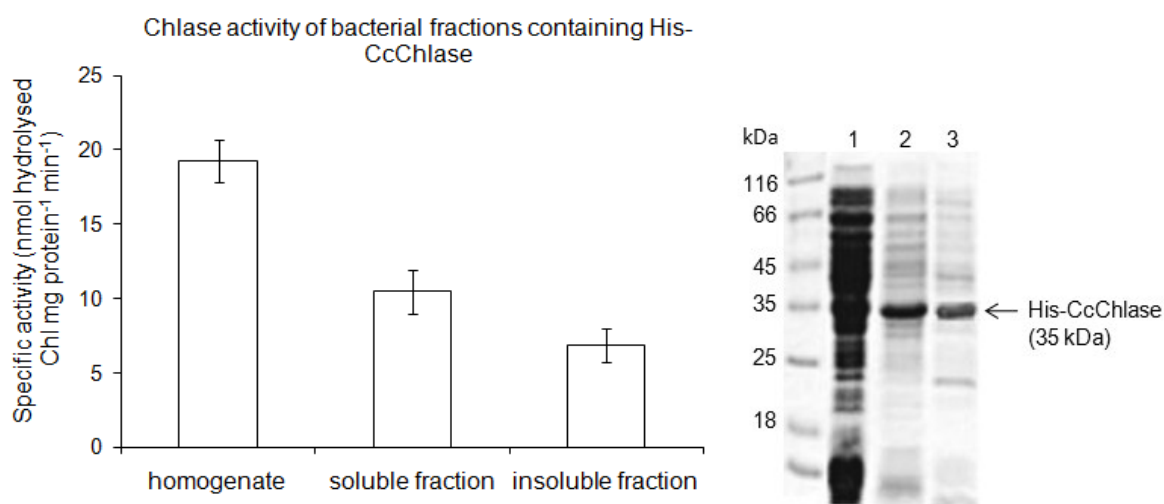 Chlase activity of bacterial fractions containing His-
CcChlase
Specific activity (nmol hydrolysed
Chl mg protein-1 min-1)
25
20
15
10
5
0
homogenate
soluble fraction
insoluble fraction
kDa
1 2 3
116
66
45
35
25
18
His-CcChlase
(35 kDa)